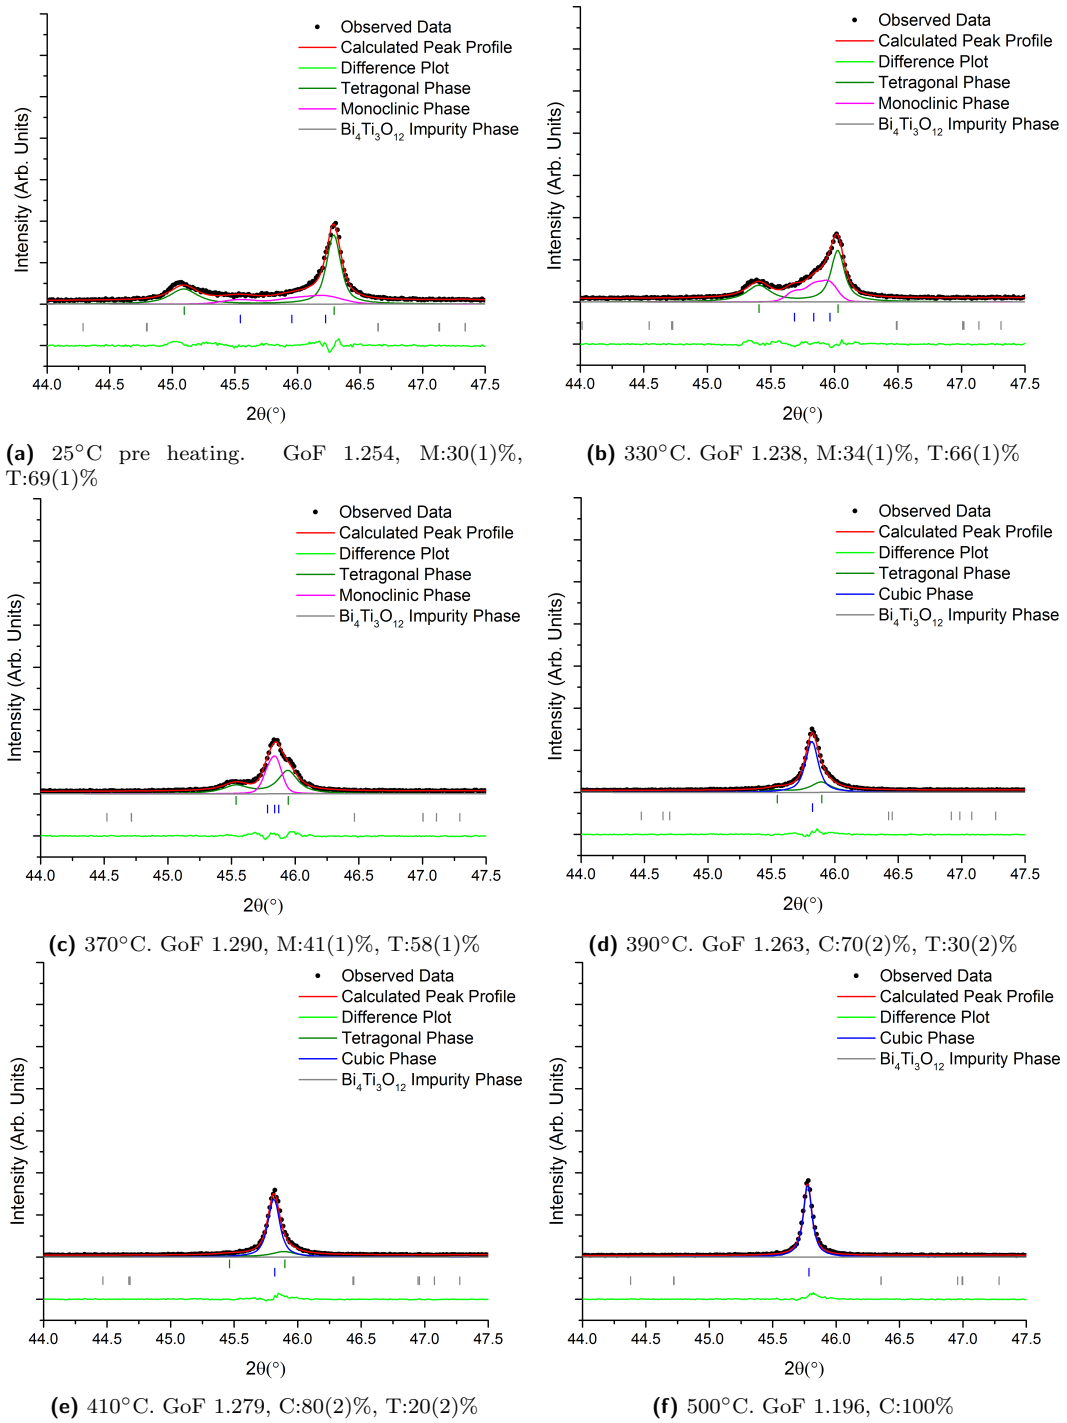 Observed Data
Calculated Peak Profile
Difference Plot
Tetragonal Phase
Monoclinic Phase
Bi4Ti3O12 Impurity Phase
Intensity (Arb. Units)
44.0 44.5 45.0 45.5 46.0 46.5 47.0 47.5
2θ(°)
(a) 25°C pre heating. GoF 1.254, M:30(1)%,
T:69(1)%
Observed Data
Calculated Peak Profile
Difference Plot
Tetragonal Phase
Monoclinic Phase
Bi4Ti3O12 Impurity Phase
Intensity (Arb. Units)
44.0 44.5 45.0 45.5 46.0 46.5 47.0 47.5
2θ(°)
(b) 330°C. GoF 1.238, M:34(1)%, T:66(1)%
Observed Data
Calculated Peak Profile
Difference Plot
Tetragonal Phase
Monoclinic Phase
Bi4Ti3O12 Impurity Phase
Intensity (Arb. Units)
44.0 44.5 45.0 45.5 46.0 46.5 47.0 47.5
2θ(°)
(c) 370°C. GoF 1.290, M:41(1)%, T:58(1)%
Observed Data
Calculated Peak Profile
Difference Plot
Tetragonal Phase
Cubic Phase
Bi4Ti3O12 Impurity Phase
Intensity (Arb. Units)
44.0 44.5 45.0 45.5 46.0 46.5 47.0 47.5
2θ(°)
(d) 390°C. GoF 1.263, C:70(2)%, T:30(2)%
Observed Data
Calculated Peak Profile
Difference Plot
Tetragonal Phase
Cubic Phase
Bi4Ti3O12 Impurity Phase
Intensity (Arb. Units)
44.0 44.5 45.0 45.5 46.0 46.5 47.0 47.5
2θ(°)
(e) 410°C. GoF 1.279, C:80(2)%, T:20(2)%
Observed Data
Calculated Peak Profile
Difference Plot
Cubic Phase
Bi4Ti3O12 Impurity Phase
Intensity (Arb. Units)
44.0 44.5 45.0 45.5 46.0 46.5 47.0 47.5
2θ(°)
(f) 500°C. GoF 1.196, C:100%